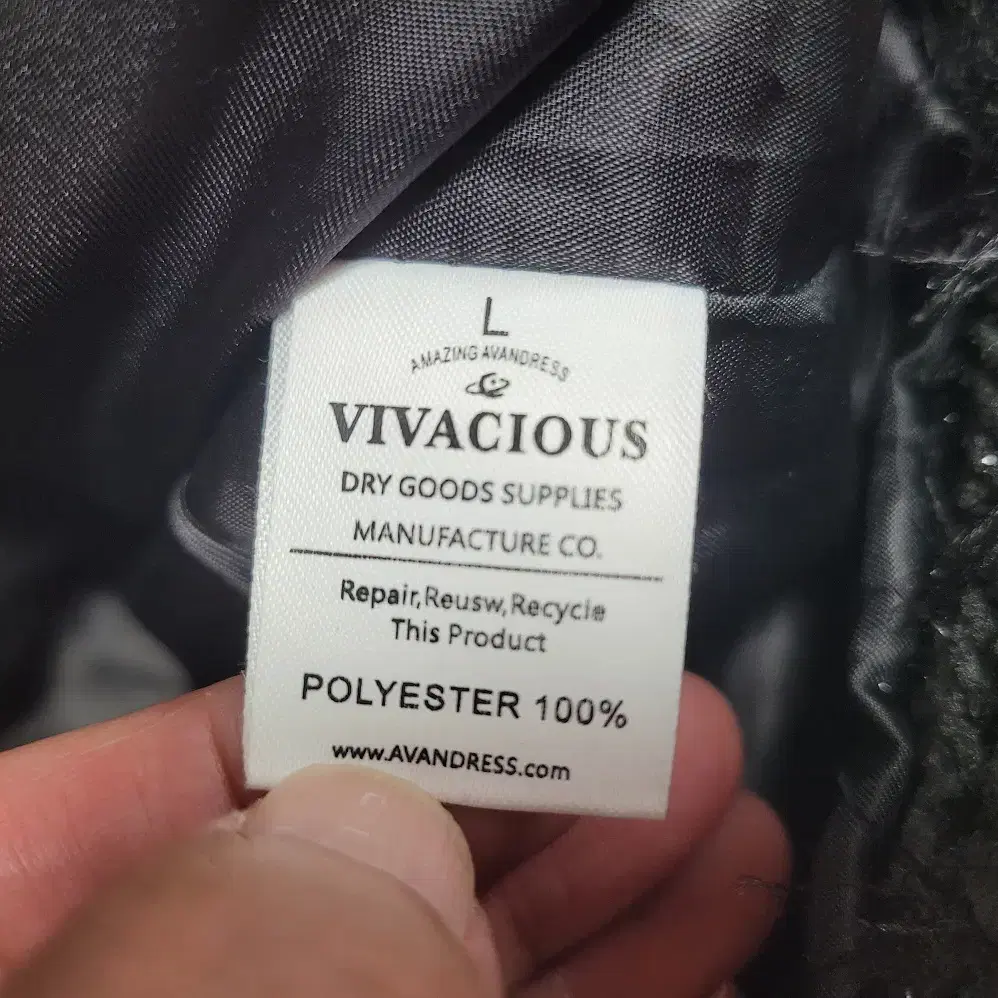 L
AMAZING AVANDRESS
VIVACIOUS
DRY GOODS SUPPLIES
MANUFACTURE CO.
Repair,Reusw,Recycle
This Product
POLYESTER 100%
www.AVANDRESS.com